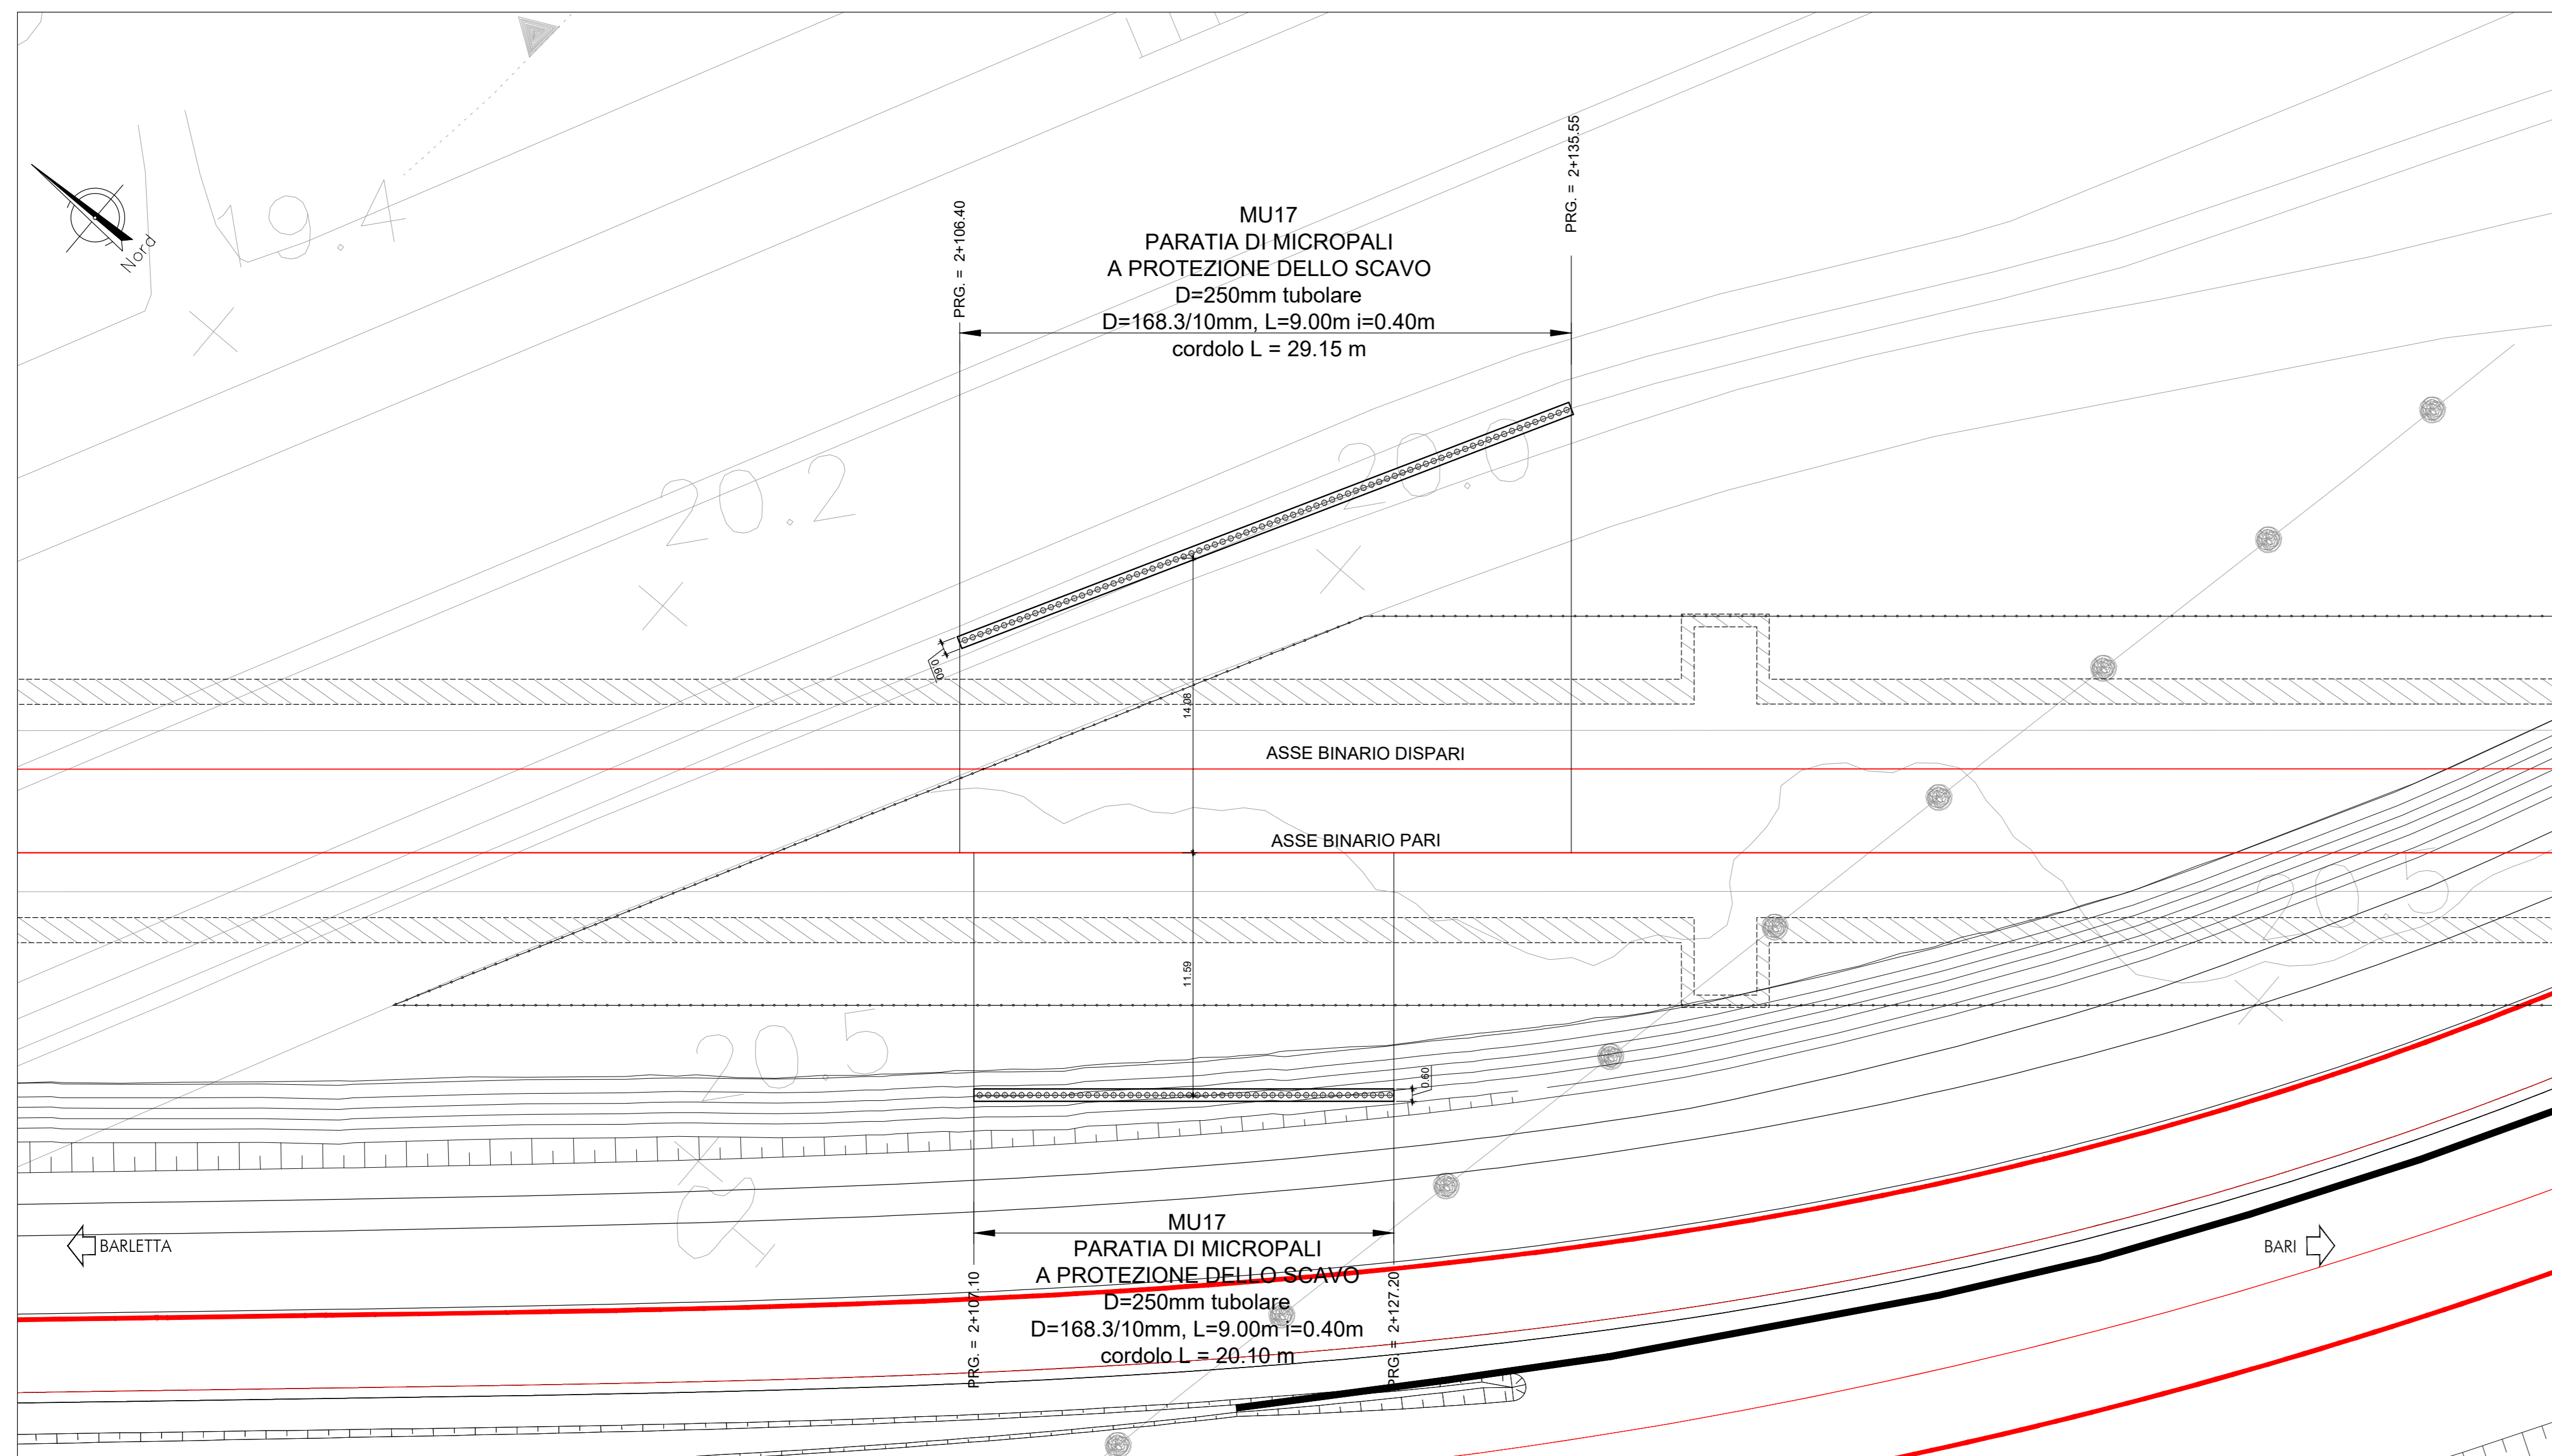 19.4
Nord
PRG. = 2+106.40
PRG. = 2+135.55
MU17
PARATIA DI MICROPALI
A PROTEZIONE DELLO SCAVO
D=250mm tubolare
D=168.3/10mm, L=9.00m i=0.40m
cordolo L = 29.15 m
20.2
20.0
0.60
14.08
ASSE BINARIO DISPARI
ASSE BINARIO PARI
20.5
11.59
20.5
0.60
BARLETTA
BARI
MU17
PARATIA DI MICROPALI
A PROTEZIONE DELLO SCAVO
D=250mm tubolare
D=168.3/10mm, L=9.00m i=0.40m
cordolo L = 20.10 m
PRG. = 2+107.10
PRG. = 2+127.20